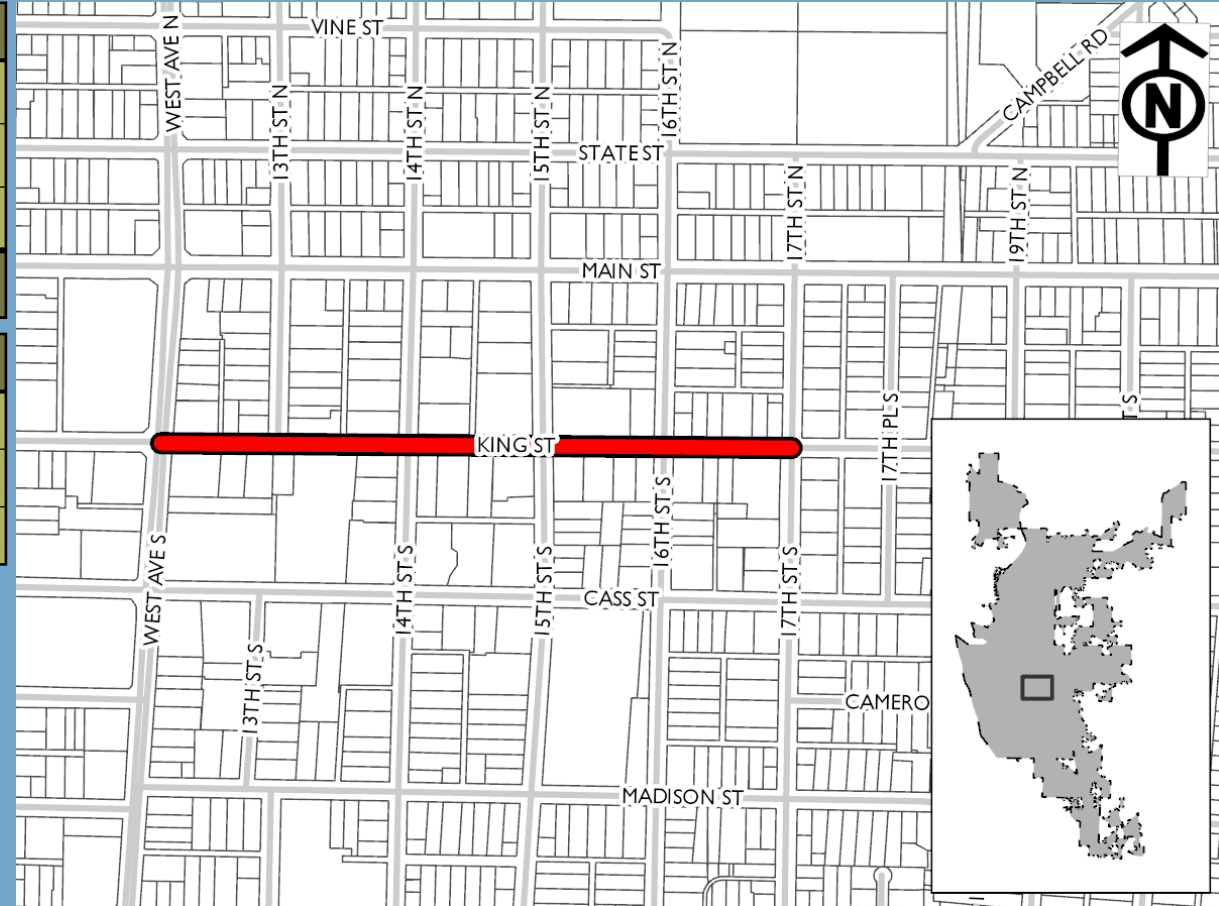 VINE ST
WEST AVE N
13TH ST N
14TH ST N
15TH ST N
16TH ST N
CAMPBELL RD
N
STATE ST
17TH ST N
19TH ST N
MAIN ST
17TH PL S
T S
KING ST
16TH ST S
WEST AVE S
14TH ST S
15TH ST S
17TH ST S
CASS ST
13TH ST S
CAMERO
MADISON ST